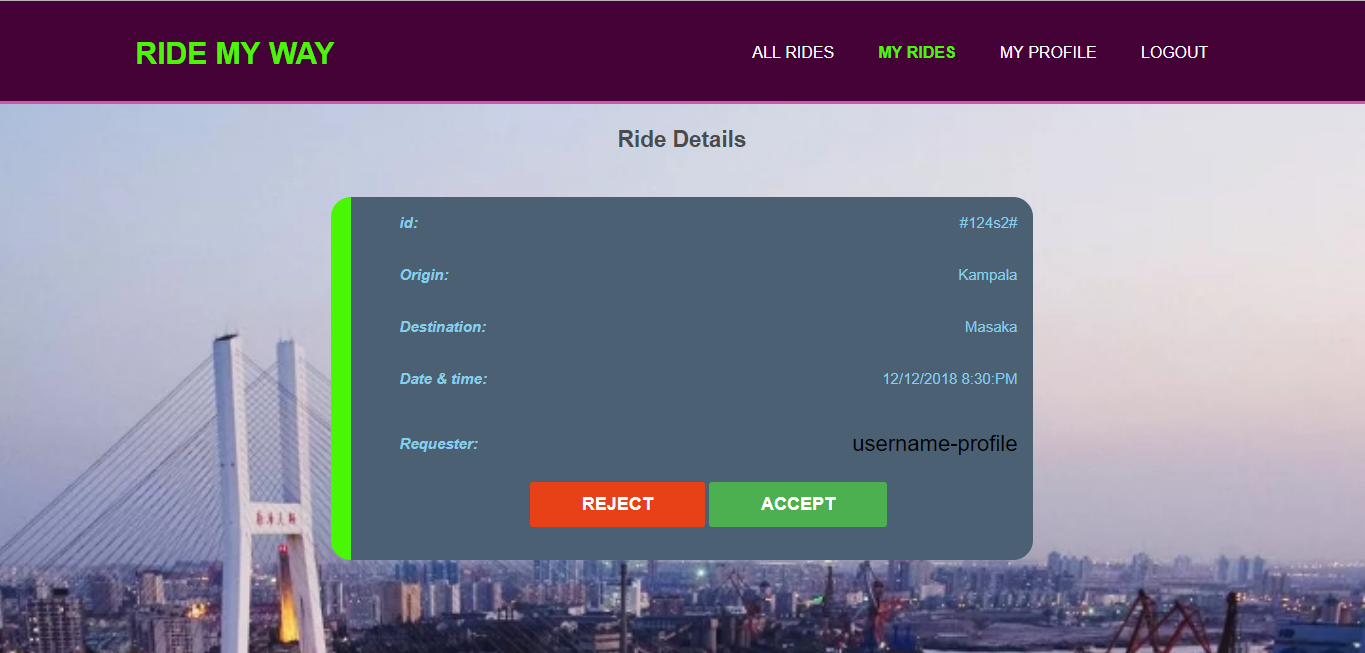 RIDE MY WAY
ALL RIDES MY RIDES MY PROFILE LOGOUT
Ride Details
id: #124s2#
Origin: Kampala
Destination: Masaka
Date & time: 12/12/2018 8:30:PM
Requester: username-profile
REJECT ACCEPT